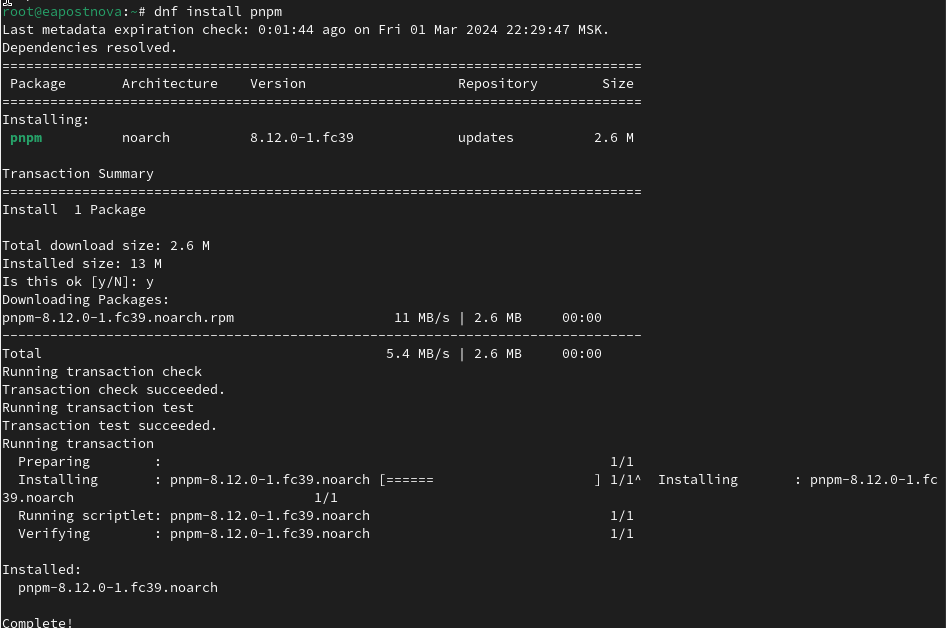 root@eapostnova:~# dnf install pnpm
Last metadata expiration check: 0:01:44 ago on Fri 01 Mar 2024 22:29:47 MSK.
Dependencies resolved.
================================================================================
 Package       Architecture    Version                   Repository        Size
================================================================================
Installing:
 pnpm          noarch          8.12.0-1.fc39             updates          2.6 M

Transaction Summary
================================================================================
Install  1 Package

Total download size: 2.6 M
Installed size: 13 M
Is this ok [y/N]: y
Downloading Packages:
pnpm-8.12.0-1.fc39.noarch.rpm                    11 MB/s | 2.6 MB     00:00
--------------------------------------------------------------------------------
Total                                           5.4 MB/s | 2.6 MB     00:00
Running transaction check
Transaction check succeeded.
Running transaction test
Transaction test succeeded.
Running transaction
  Preparing        :                                                        1/1
  Installing       : pnpm-8.12.0-1.fc39.noarch [======                    ] 1/1^  Installing       : pnpm-8.12.0-1.fc
39.noarch                              1/1
  Running scriptlet: pnpm-8.12.0-1.fc39.noarch                              1/1
  Verifying        : pnpm-8.12.0-1.fc39.noarch                              1/1

Installed:
  pnpm-8.12.0-1.fc39.noarch

Complete!